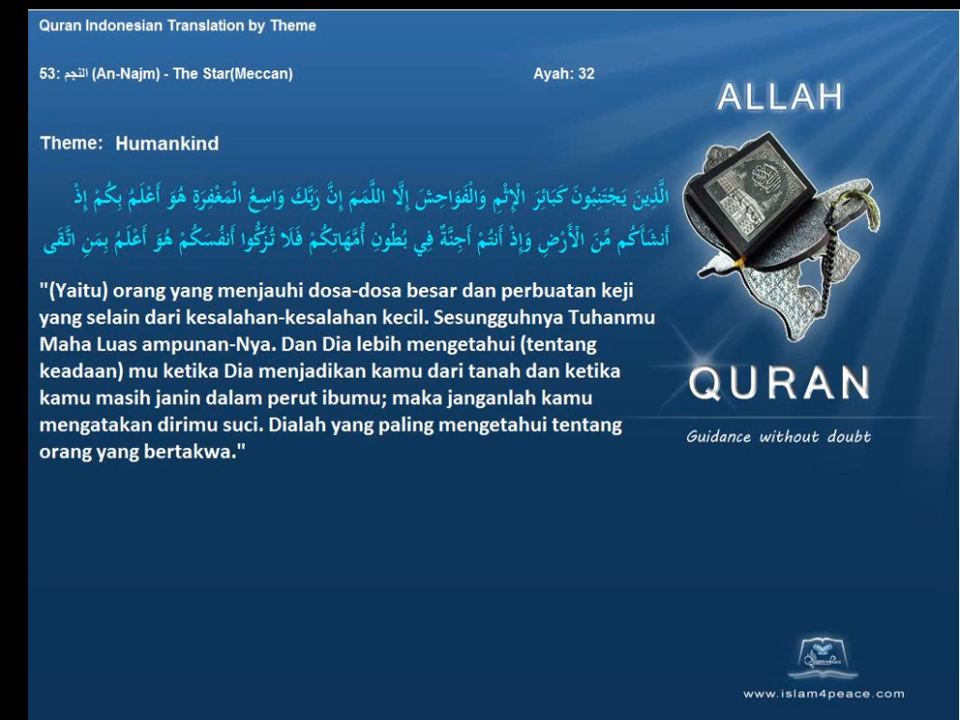 Quran Indonesian Translation by Theme
53: النجم (An-Najm) - The Star(Meccan)
Ayah: 32
ALLAH
Theme: Humankind
الَّذِينَ يَجْتَنِبُونَ كَبَائِرَ الْإِثْمِ وَالْفَوَاحِشَ إِلَّا اللَّمَمَ إِنَّ رَبَّكَ وَاسِعُ الْمَغْفِرَةِ هُوَ أَعْلَمُ بِكُمْ إِذْ
أَنشَأَكُم مِّنَ الْأَرْضِ وَإِذْ أَنتُمْ أَجِنَّةٌ فِي بُطُونِ أُمَّهَاتِكُمْ فَلَا تُزَكُّوا أَنفُسَكُمْ هُوَ أَعْلَمُ بِمَنِ اتَّقَى
"(Yaitu) orang yang menjauhi dosa-dosa besar dan perbuatan keji
yang selain dari kesalahan-kesalahan kecil. Sesungguhnya Tuhanmu
Maha Luas ampunan-Nya. Dan Dia lebih mengetahui (tentang
keadaan) mu ketika Dia menjadikan kamu dari tanah dan ketika
kamu masih janin dalam perut ibumu; maka janganlah kamu
mengatakan dirimu suci. Dialah yang paling mengetahui tentang
orang yang bertakwa."
QURAN
Guidance without doubt
www.islam4peace.com